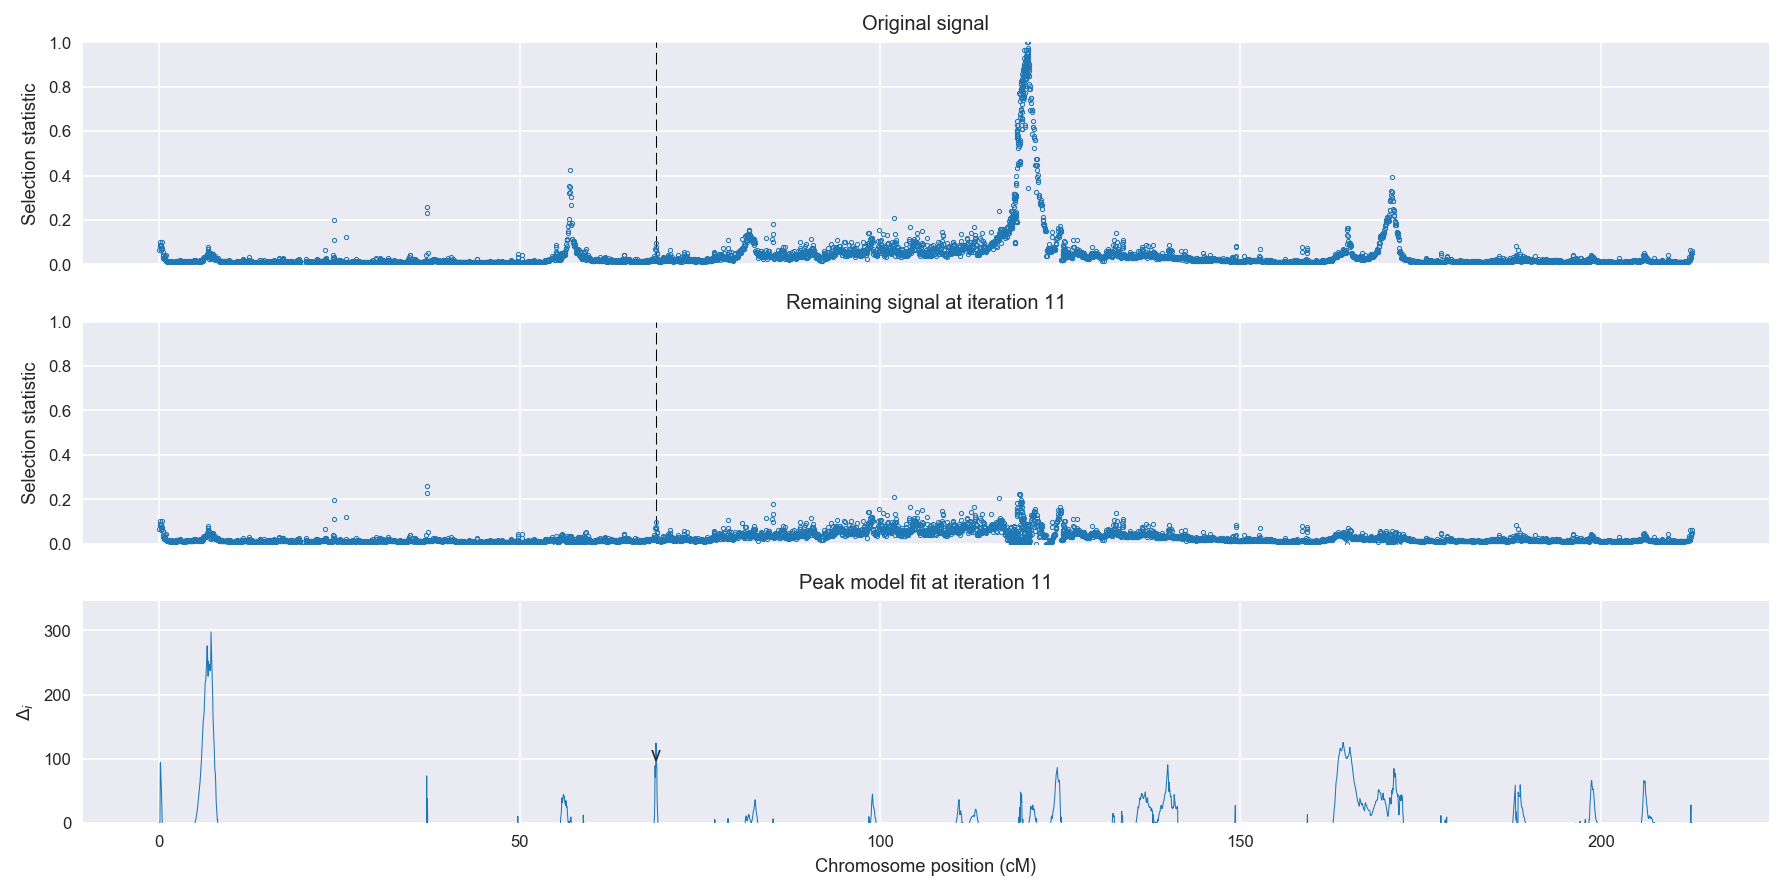 Original signal
1.0
0.8
0.6
0.4
0.2
0.0
Selection statistic
Remaining signal at iteration 11
1.0
0.8
0.6
0.4
0.2
0.0
Selection statistic
Peak model fit at iteration 11
300
200
100
0
Δi
0 50 100 150 200
Chromosome position (cM)